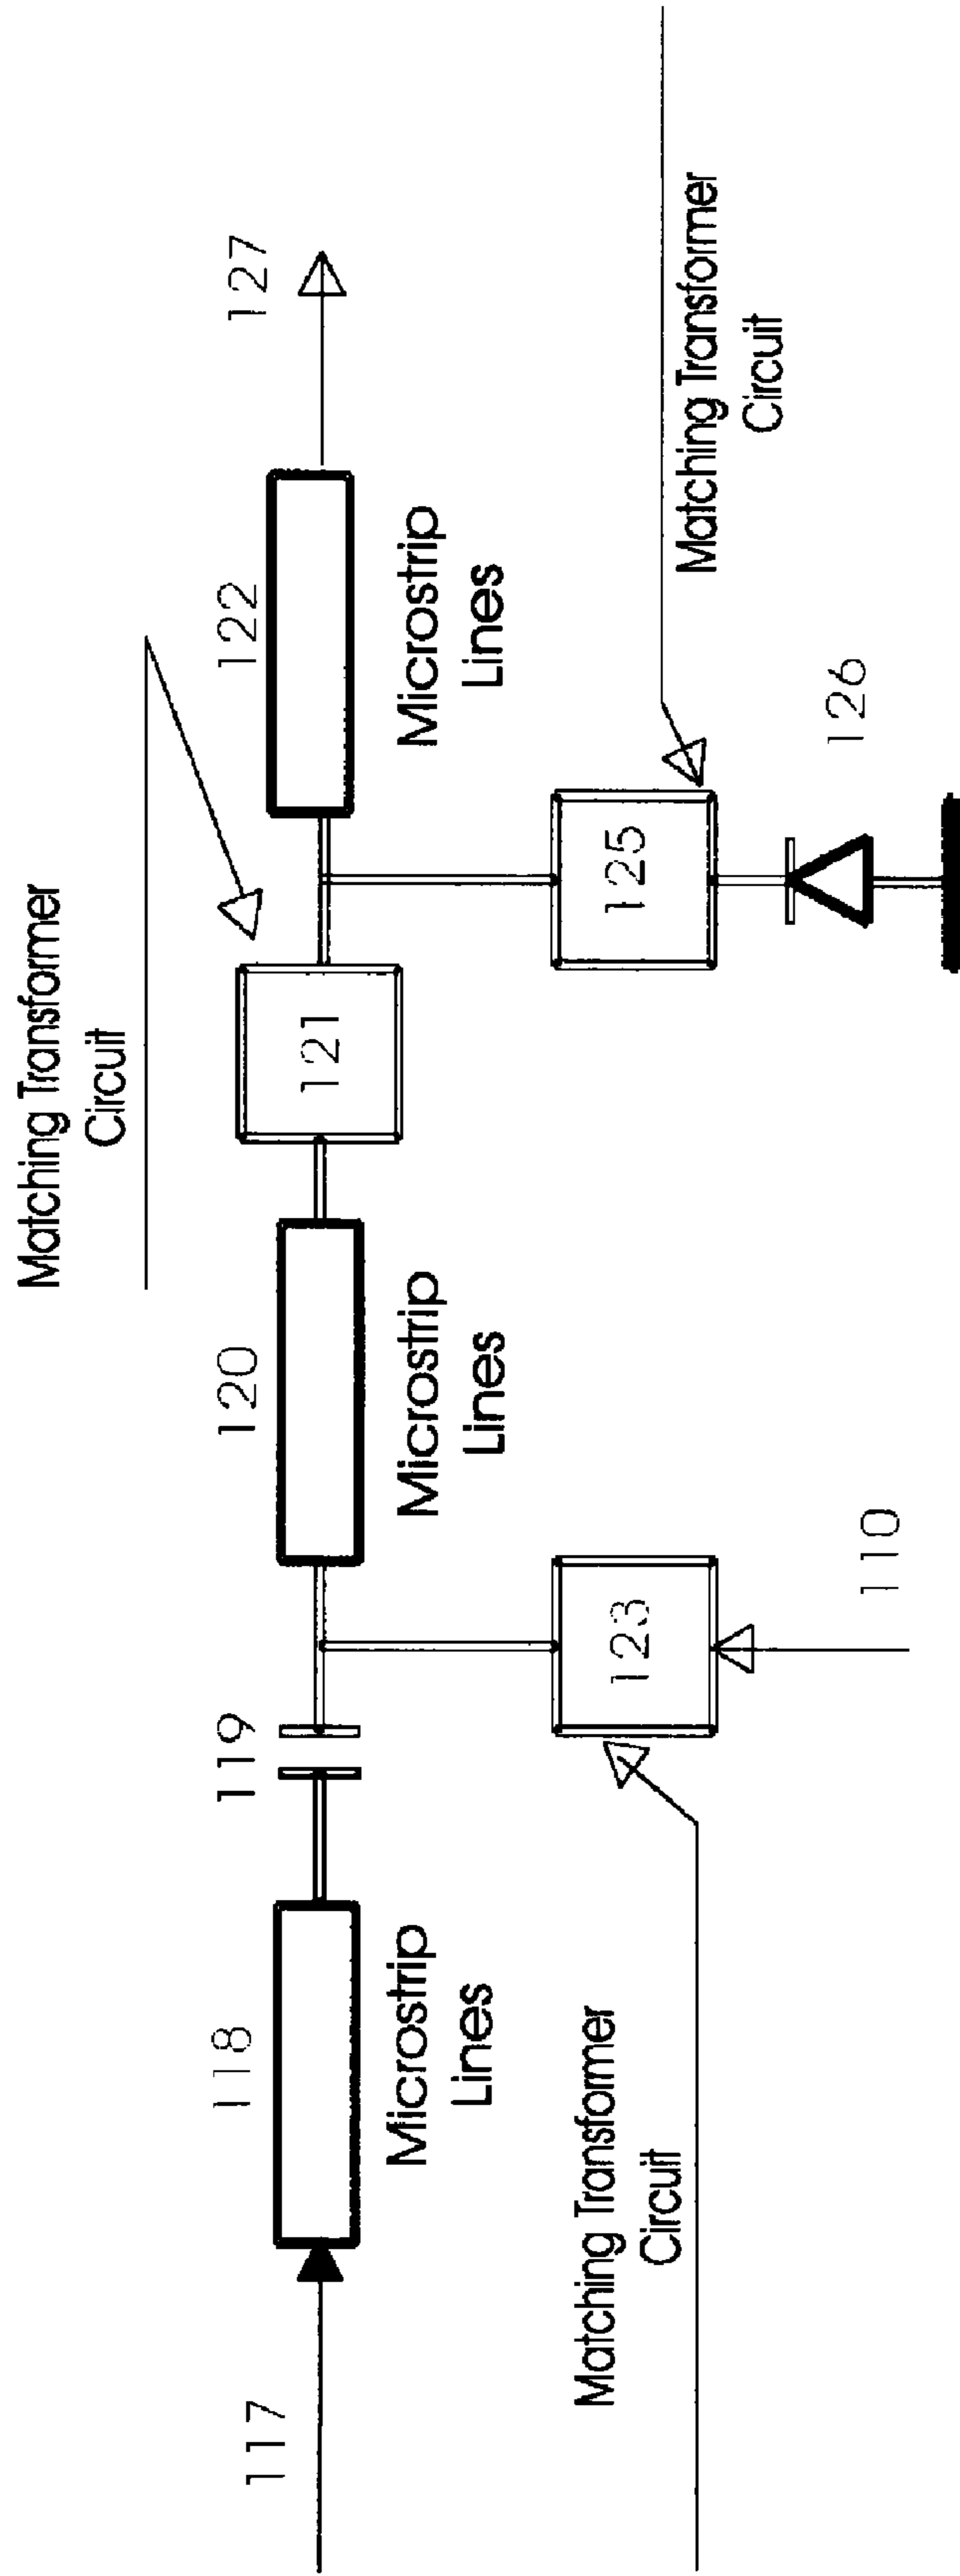 Matching Transformer
Circuit
117
118
119
120
122
127
Microstrip
Lines
Microstrip
Lines
121
Microstrip
Lines
Matching Transformer
Circuit
123
125
Matching Transformer
Circuit
110
126